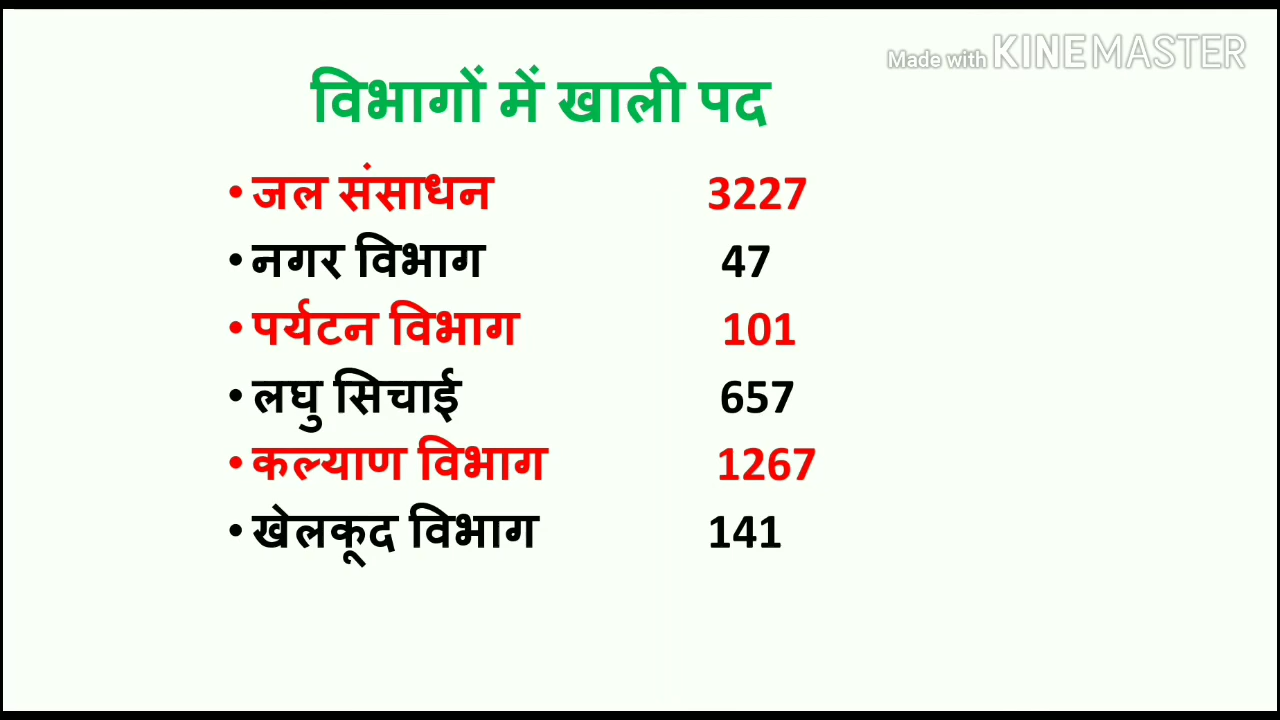 Made with KINEMASTER
विभागों में खाली पद
• जल संसाधन 3227
• नगर विभाग 47
• पर्यटन विभाग 101
• लघु सिचाई 657
• कल्याण विभाग 1267
• खेलकूद विभाग 141